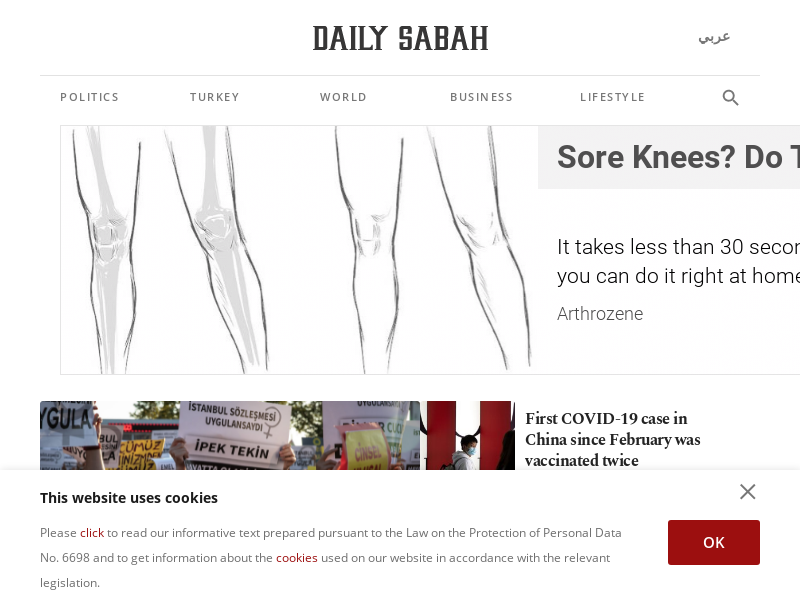 DAILY SABAH
عربي
POLITICS
TURKEY
WORLD
BUSINESS
LIFESTYLE
Sore Knees? Do T
It takes less than 30 secon
you can do it right at home
Arthrozene
İSTANBUL SÖZLEŞMESİ
UYGULANSAYDI
İPEK TEKİN
First COVID-19 case in
China since February was
vaccinated twice
This website uses cookies
Please click to read our informative text prepared pursuant to the Law on the Protection of Personal Data
No. 6698 and to get information about the cookies used on our website in accordance with the relevant
legislation.
OK